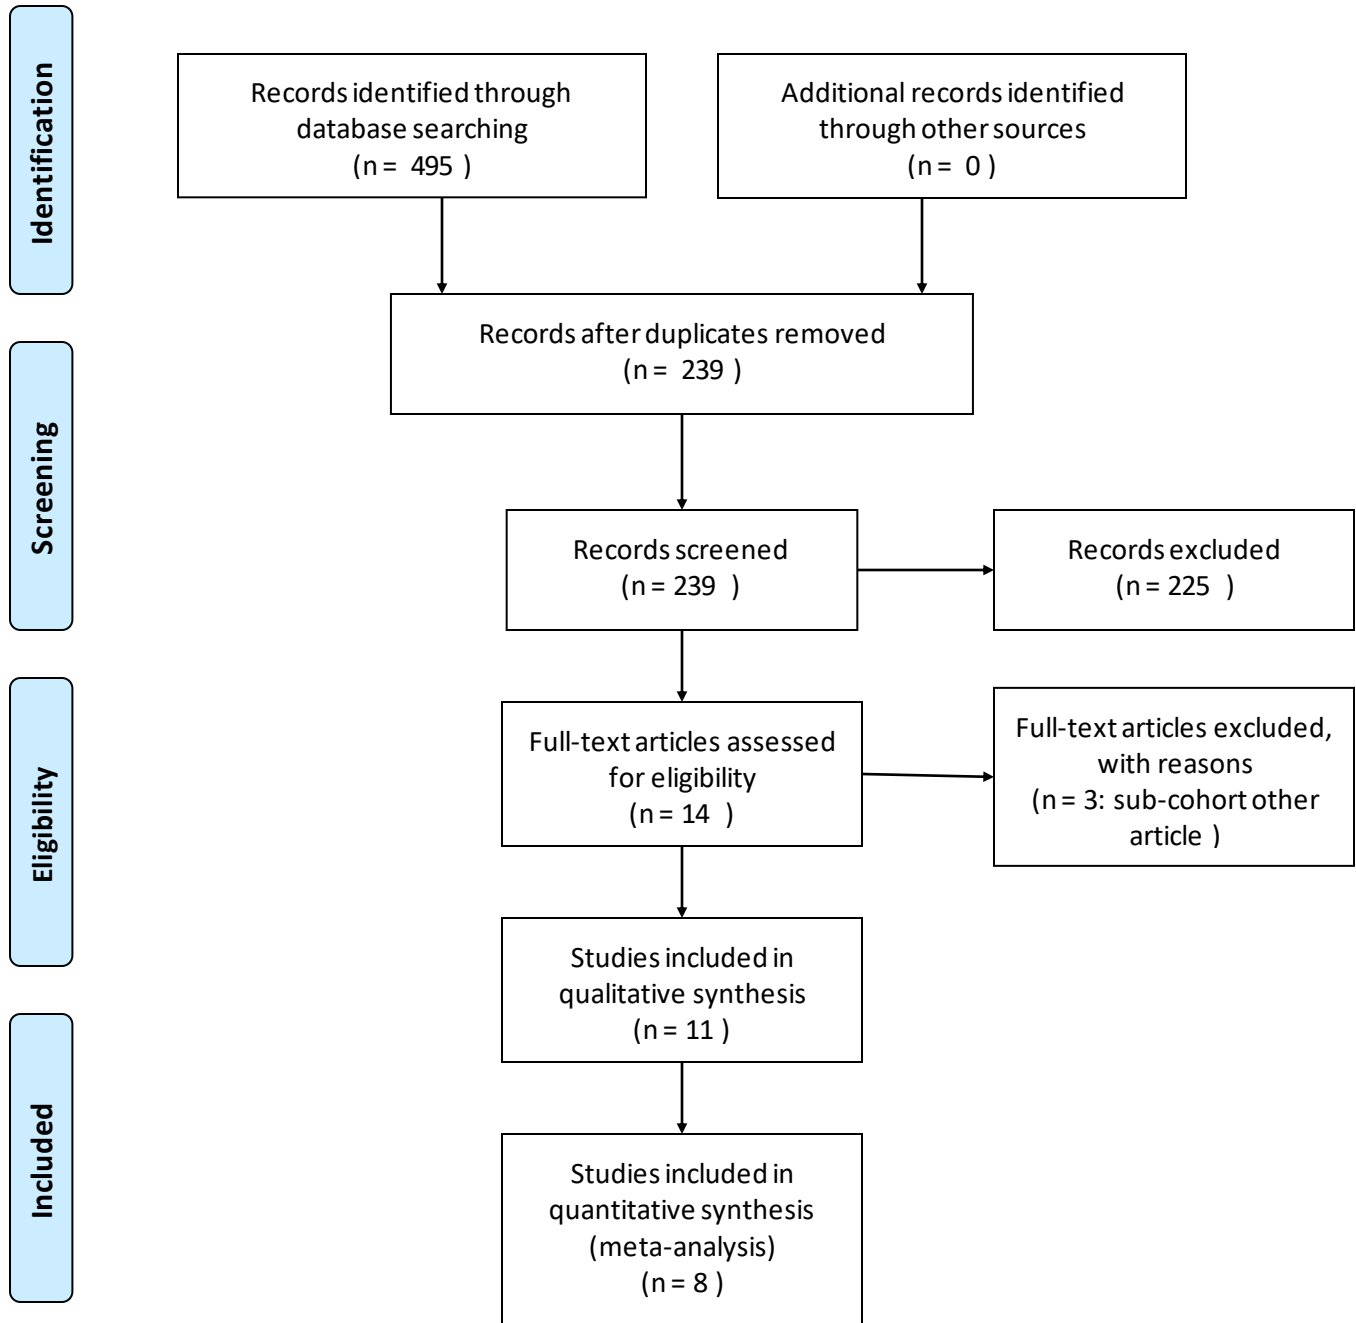 Identification
Records identified through
database searching
(n = 495 )
Additional records identified
through other sources
(n = 0 )
Screening
Records after duplicates removed
(n = 239 )
Records screened
(n = 239 )
Records excluded
(n = 225 )
Eligibility
Full-text articles assessed
for eligibility
(n = 14 )
Full-text articles excluded,
with reasons
(n = 3: sub-cohort other
article )
Studies included in
qualitative synthesis
(n = 11 )
Included
Studies included in
quantitative synthesis
(meta-analysis)
(n = 8 )